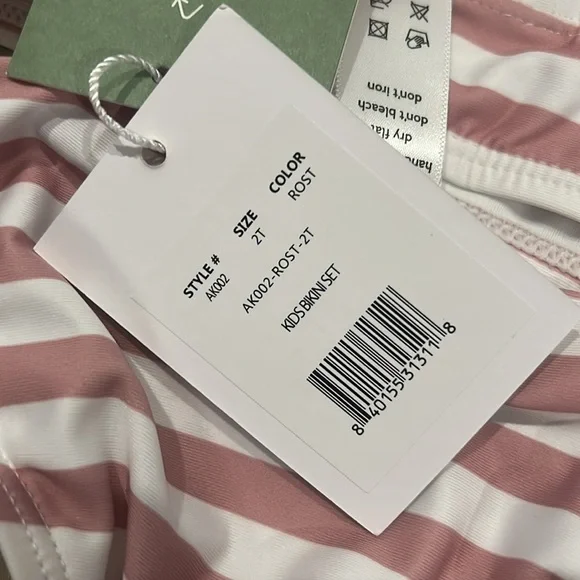 STYLE # SIZE COLOR
AK002 2T ROST
AK002-ROST-2T
KIDS BIKINI SET
8 40155 31311 8
dry flat
don't bleach
don't iron